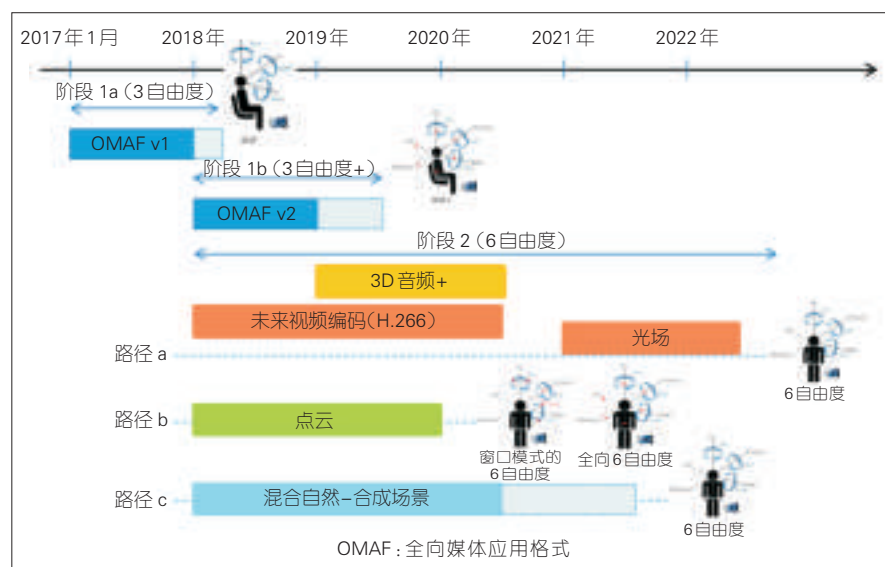 2017年1月 2018年 2019年 2020年 2021年 2022年
阶段 1a（3自由度）
OMAF v1
阶段 1b（3自由度+）
OMAF v2
阶段 2（6自由度）
3D音频+
未来视频编码(H.266)
光场
路径 a
6自由度
路径 b
点云
窗口模式的
6自由度
全向6自由度
路径 c
混合自然-合成场景
6自由度
OMAF：全向媒体应用格式